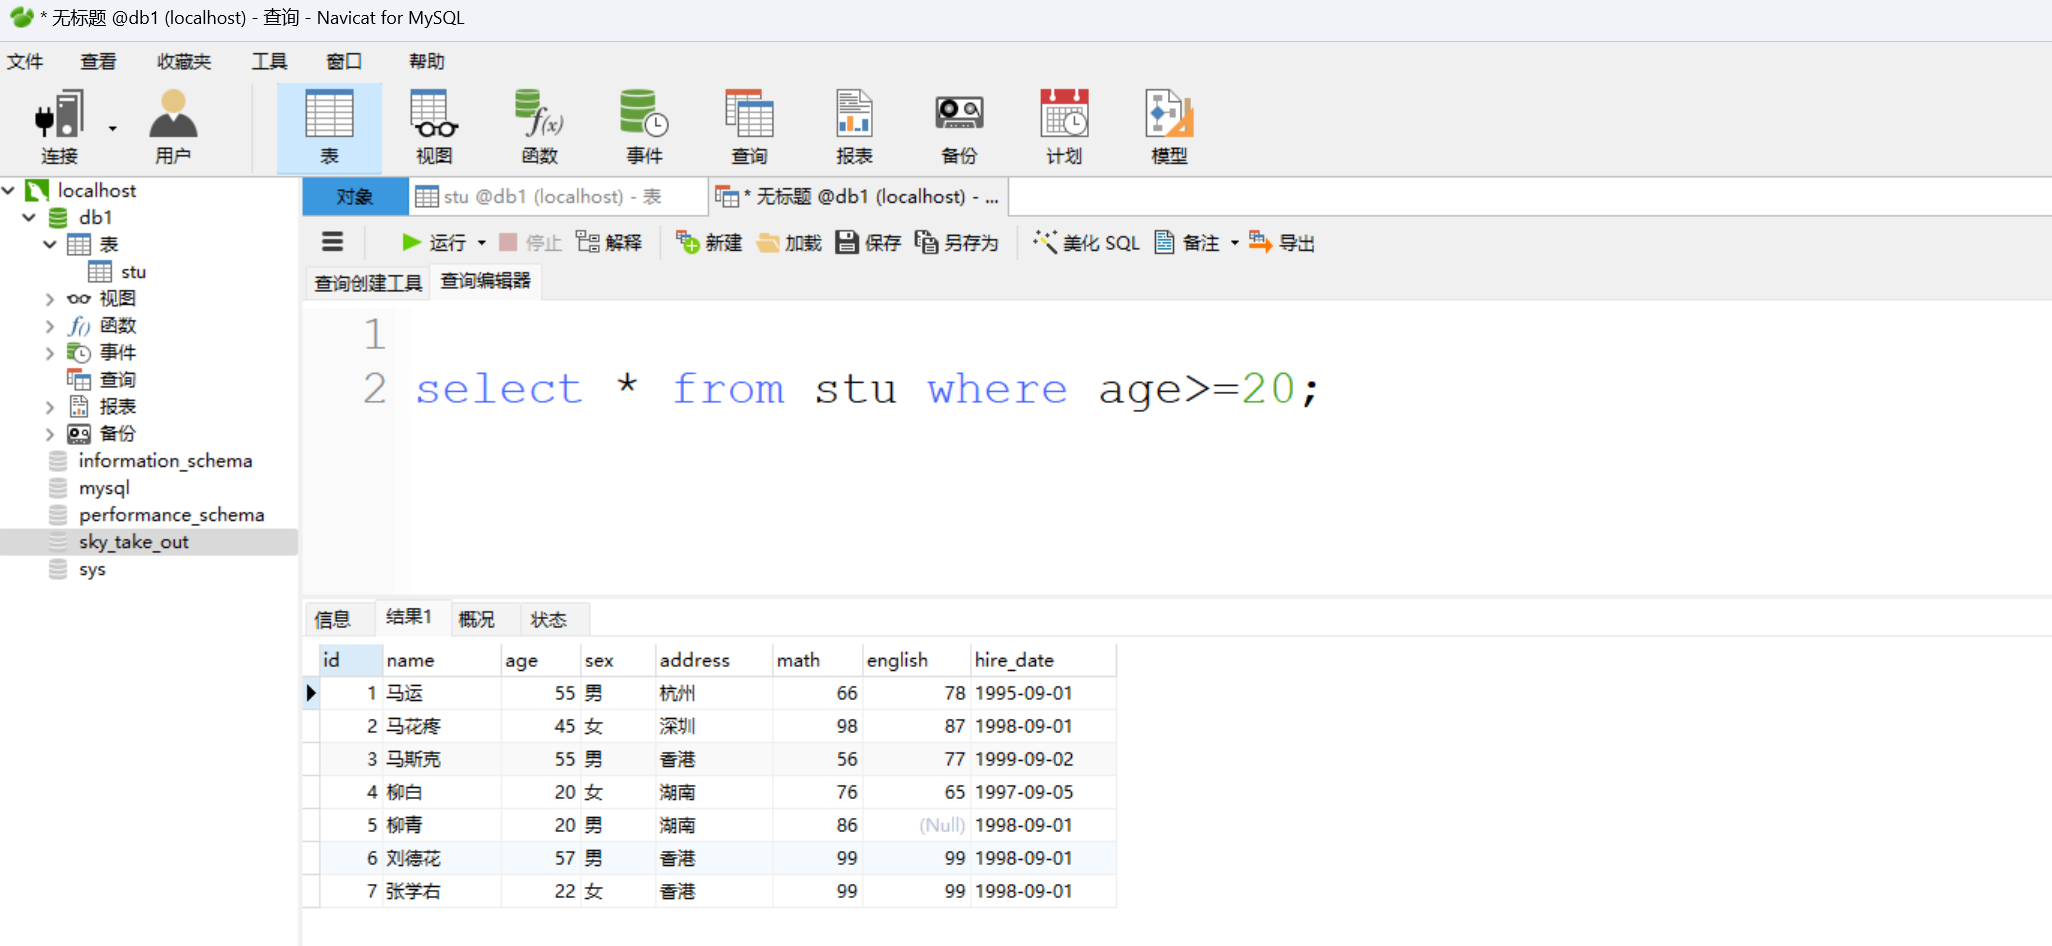 * 无标题 @db1 (localhost) - 查询 - Navicat for MySQL
文件 查看 收藏夹 工具 窗口 帮助
连接 用户 表 视图 函数 事件 查询 报表 备份 计划 模型
对象 stu @db1 (localhost) - 表 * 无标题 @db1 (localhost) - ...
运行 停止 解释 新建 加载 保存 另存为 美化 SQL 备注 导出
查询创建工具 查询编辑器
localhost
db1
表
stu
视图
函数
事件
查询
报表
备份
information_schema
mysql
performance_schema
sky_take_out
sys
1
2 select * from stu where age>=20;
信息 结果1 概况 状态
id name age sex address math english hire_date
1 马运 55 男 杭州 66 78 1995-09-01
2 马花疼 45 女 深圳 98 87 1998-09-01
3 马斯克 55 男 香港 56 77 1999-09-02
4 柳白 20 女 湖南 76 65 1997-09-05
5 柳青 20 男 湖南 86 (Null) 1998-09-01
6 刘德花 57 男 香港 99 99 1998-09-01
7 张学右 22 女 香港 99 99 1998-09-01